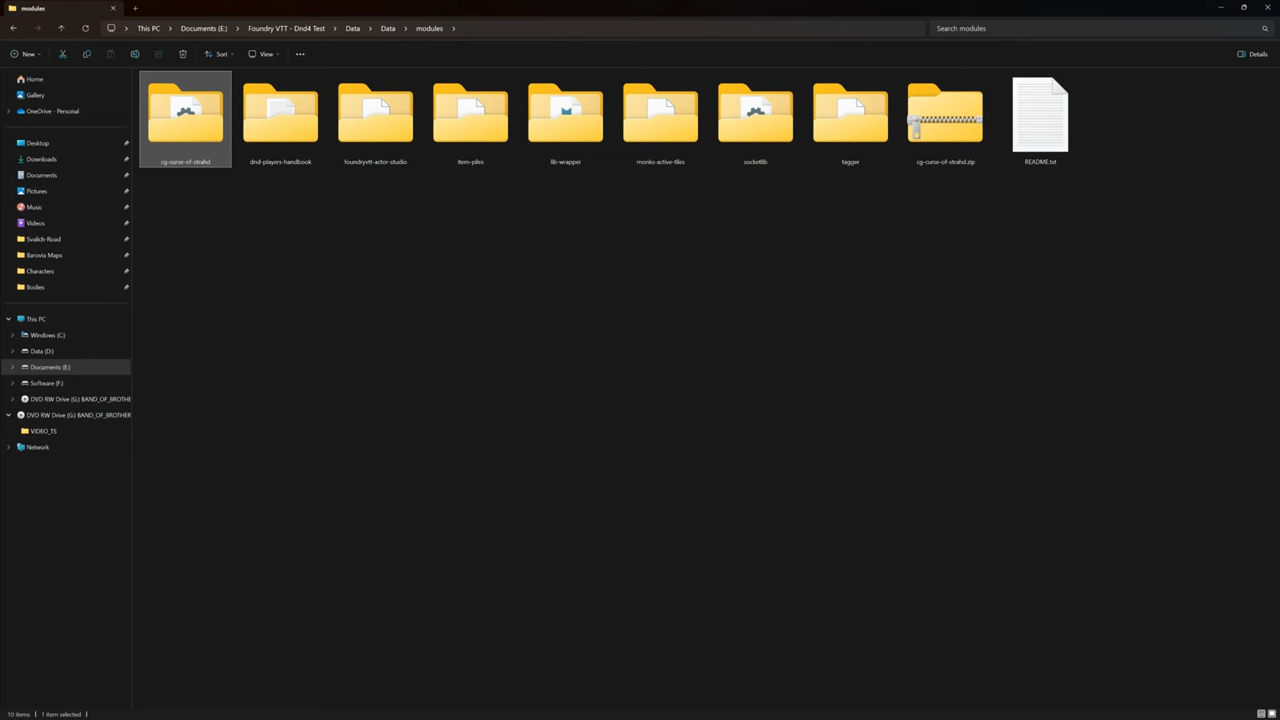 modules
This PC
Documents (E:)
Foundry VTT - Dnd4 Test
Data
Data
modules
Search modules
New
Sort
View
Details
Home
Gallery
OneDrive - Personal
Desktop
Downloads
Documents
Pictures
Music
Videos
Svalich-Road
Barovia Maps
Characters
Bodies
This PC
Windows (C:)
Data (D:)
Documents (E:)
Software (F:)
DVD RW Drive (G:) BAND_OF_BROTHE
DVD RW Drive (G:) BAND_OF_BROTHER
VIDEO_TS
Network
cg-curse-of-strahd
dnd-players-handbook
foundryvtt-actor-studio
item-piles
lib-wrapper
monks-active-tiles
socketlib
tagger
cg-curse-of-strahd.zip
README.txt
10 items
1 item selected